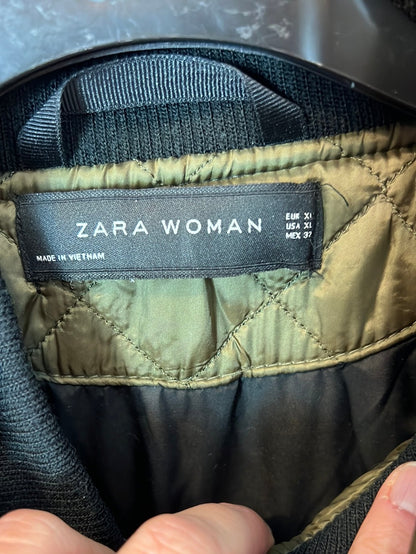 ZARA WOMAN
EUR XL
USA XL
MEX 32
MADE IN VIETNAM